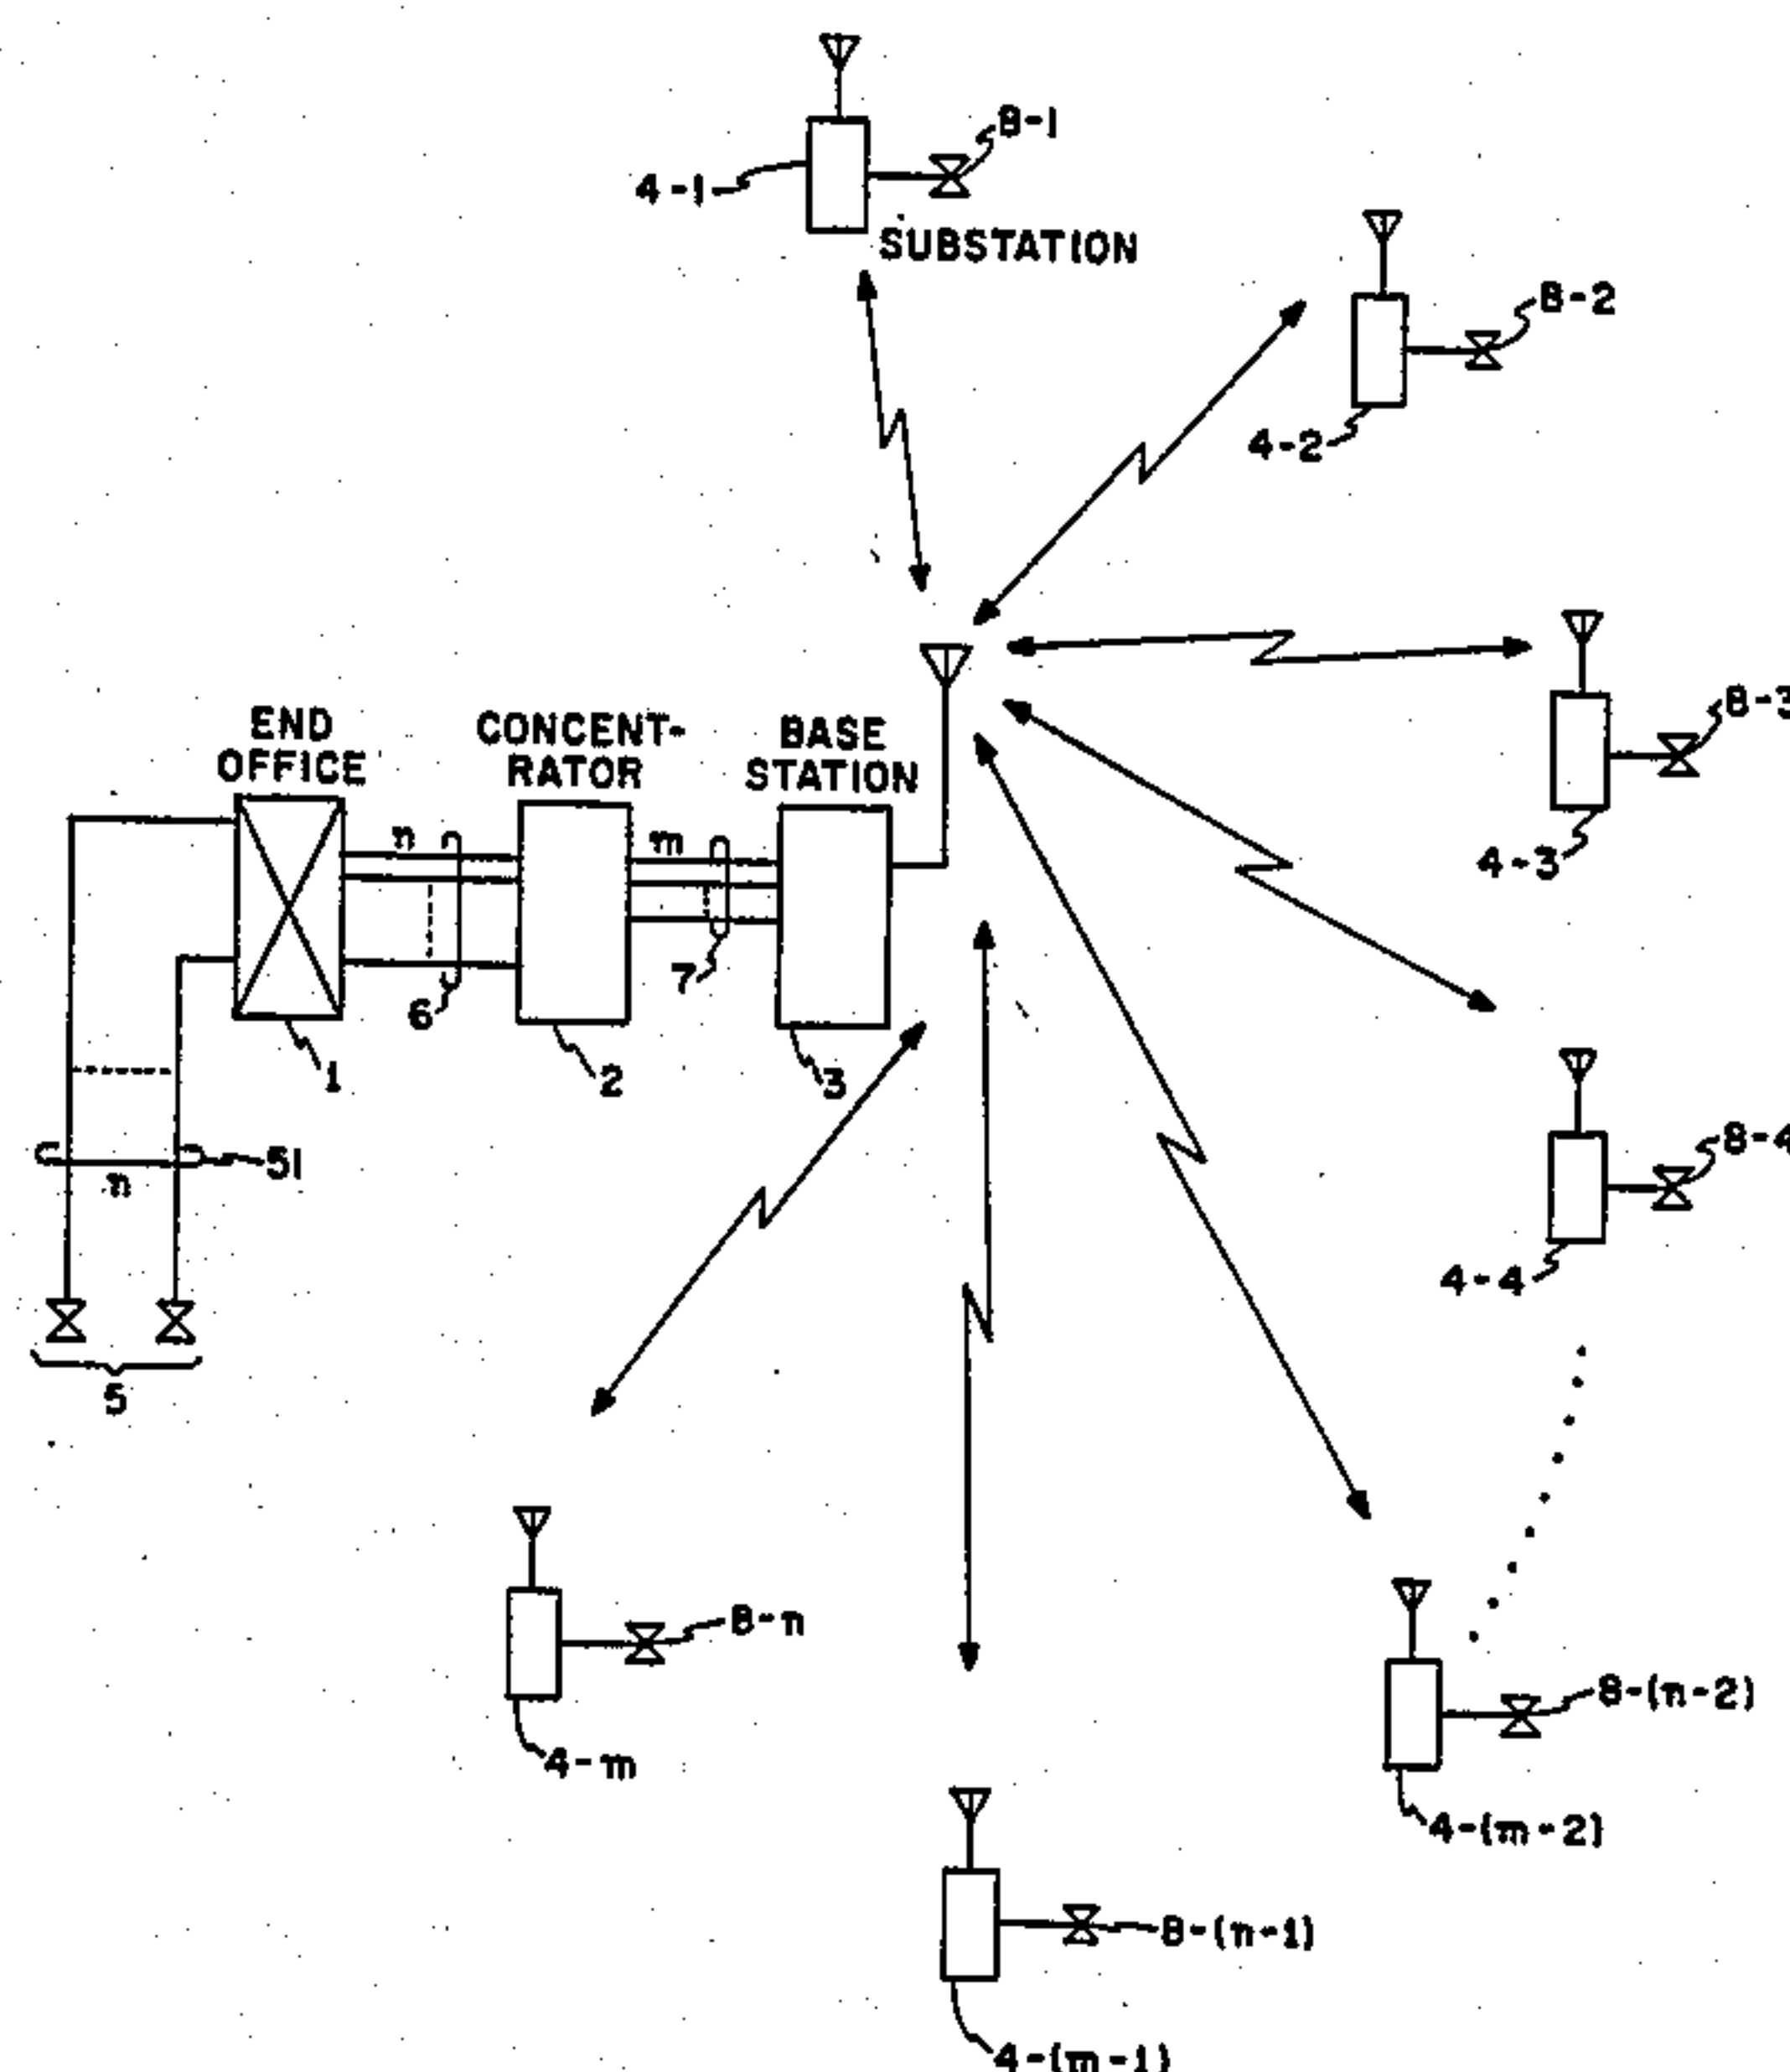 8-1
4-1
SUBSTATION
8-2
4-2
8-3
4-3
END
OFFICE
CONCENT-
RATOR
BASE
STATION
n
m
6
7
1
2
3
51
n
5
8-4
4-4
8-n
4-m
8-(n-2)
4-(m-2)
8-(n-1)
4-(m-1)